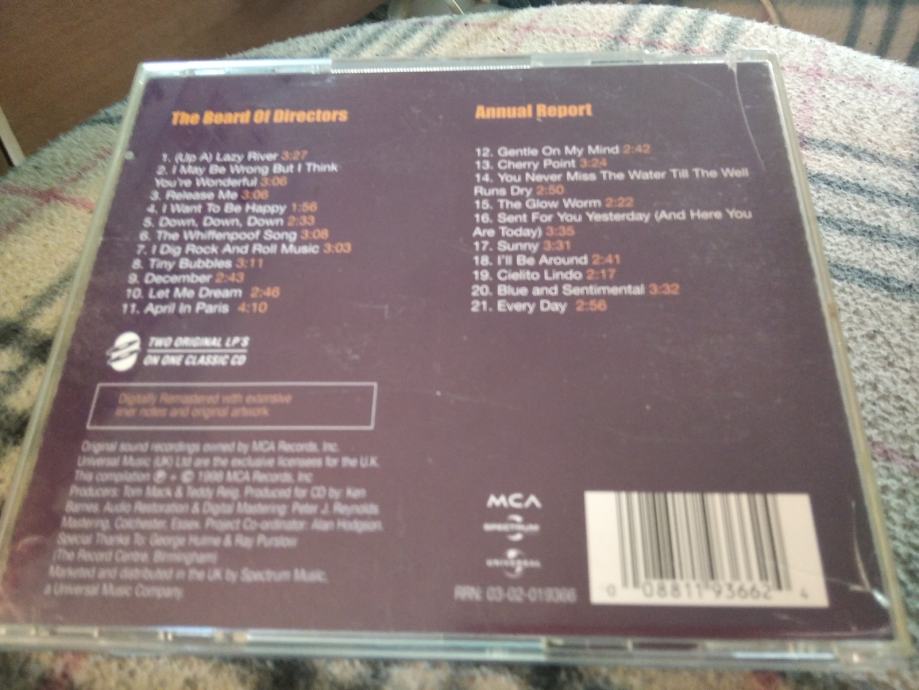 The Board Of Directors
1. (Up A) Lazy River 3:27
2. I May Be Wrong But I Think
You're Wonderful 3:06
3. Release Me 3:06
4. I Want To Be Happy 1:56
5. Down, Down, Down 2:33
6. The Whiffenpoof Song 3:08
7. I Dig Rock And Roll Music 3:03
8. Tiny Bubbles 3:11
9. December 2:43
10. Let Me Dream 2:46
11. April In Paris 4:10
TWO ORIGINAL LP'S
ON ONE CLASSIC CD
Digitally Remastered with extensive
liner notes and original artwork
Original sound recordings owned by MCA Records, Inc.
Universal Music (UK) Ltd are the exclusive licensees for the U.K.
This compilation ℗ + © 1998 MCA Records, Inc
Producers: Tom Mack & Teddy Reig. Produced for CD by: Ken
Barnes. Audio Restoration & Digital Mastering: Peter J. Reynolds
Mastering, Colchester, Essex. Project Co-ordinator: Alan Hodgson.
Special Thanks To: George Hulme & Ray Purslow
(The Record Centre, Birmingham)
Marketed and distributed in the UK by Spectrum Music,
a Universal Music Company.
Annual Report
12. Gentle On My Mind 2:42
13. Cherry Point 3:24
14. You Never Miss The Water Till The Well
Runs Dry 2:50
15. The Glow Worm 2:22
16. Sent For You Yesterday (And Here You
Are Today) 3:35
17. Sunny 3:31
18. I'll Be Around 2:41
19. Cielito Lindo 2:17
20. Blue and Sentimental 3:32
21. Every Day 2:56
MCA
SPECTRUM
UNIVERSAL
RRN: 03-02-019366
0 08811 93662 4